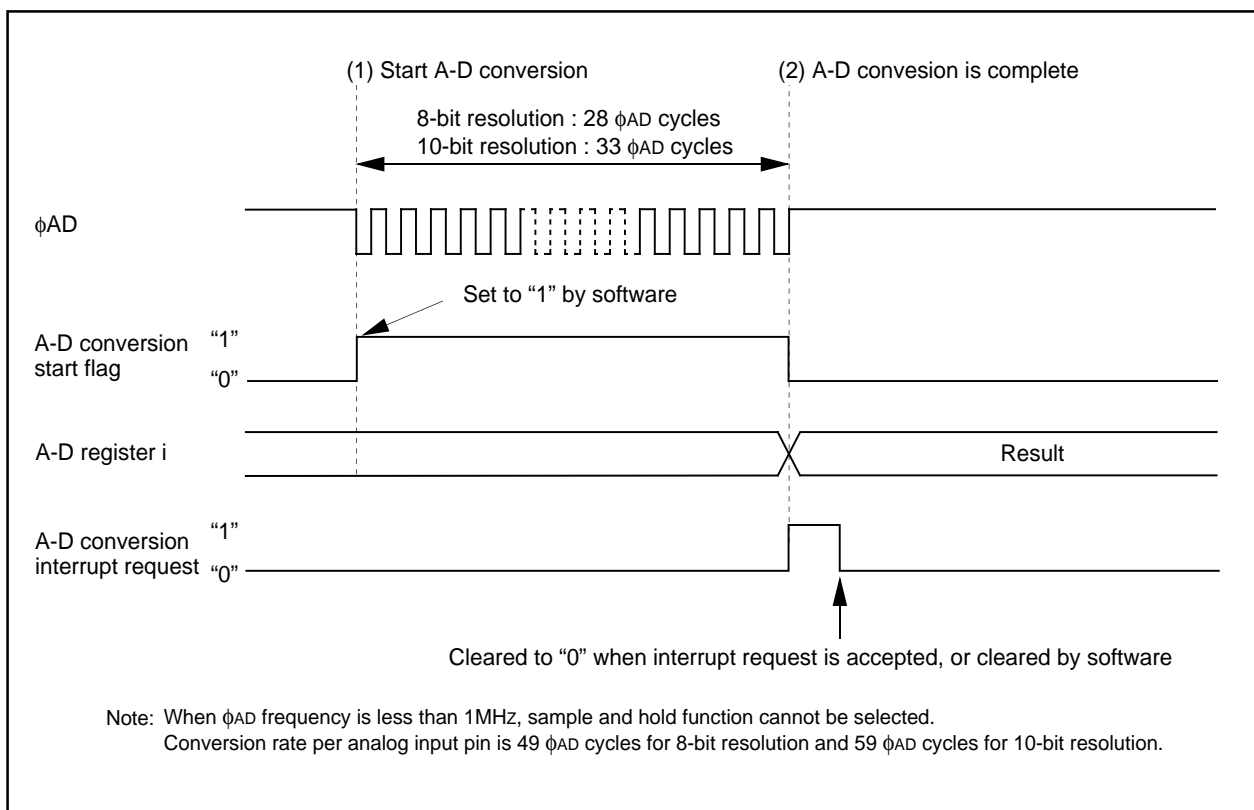 (1) Start A-D conversion
(2) A-D convesion is complete
8-bit resolution : 28 ϕAD cycles
10-bit resolution : 33 ϕAD cycles
ϕAD
Set to “1” by software
A-D conversion
start flag
“1”
“0”
A-D register i
Result
A-D conversion
interrupt request
“1”
“0”
Cleared to “0” when interrupt request is accepted, or cleared by software
Note: When ϕAD frequency is less than 1MHz, sample and hold function cannot be selected.
Conversion rate per analog input pin is 49 ϕAD cycles for 8-bit resolution and 59 ϕAD cycles for 10-bit resolution.